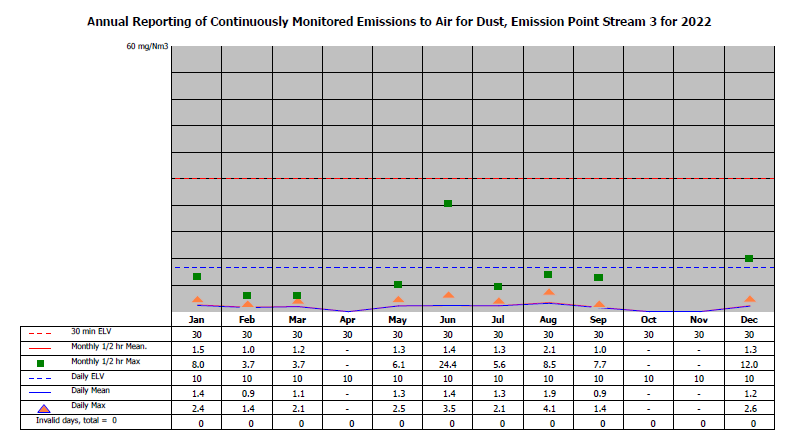 Annual Reporting of Continuously Monitored Emissions to Air for Dust, Emission Point Stream 3 for 2022
60 mg/Nm3
Jan Feb Mar Apr May Jun Jul Aug Sep Oct Nov Dec
30 min ELV 30 30 30 30 30 30 30 30 30 30 30 30
Monthly 1/2 hr Mean. 1.5 1.0 1.2 - 1.3 1.4 1.3 2.1 1.0 - - 1.3
Monthly 1/2 hr Max 8.0 3.7 3.7 - 6.1 24.4 5.6 8.5 7.7 - - 12.0
Daily ELV 10 10 10 10 10 10 10 10 10 10 10 10
Daily Mean 1.4 0.9 1.1 - 1.3 1.4 1.3 1.9 0.9 - - 1.2
Daily Max 2.4 1.4 2.1 - 2.5 3.5 2.1 4.1 1.4 - - 2.6
Invalid days, total = 0 0 0 0 0 0 0 0 0 0 0 0 0